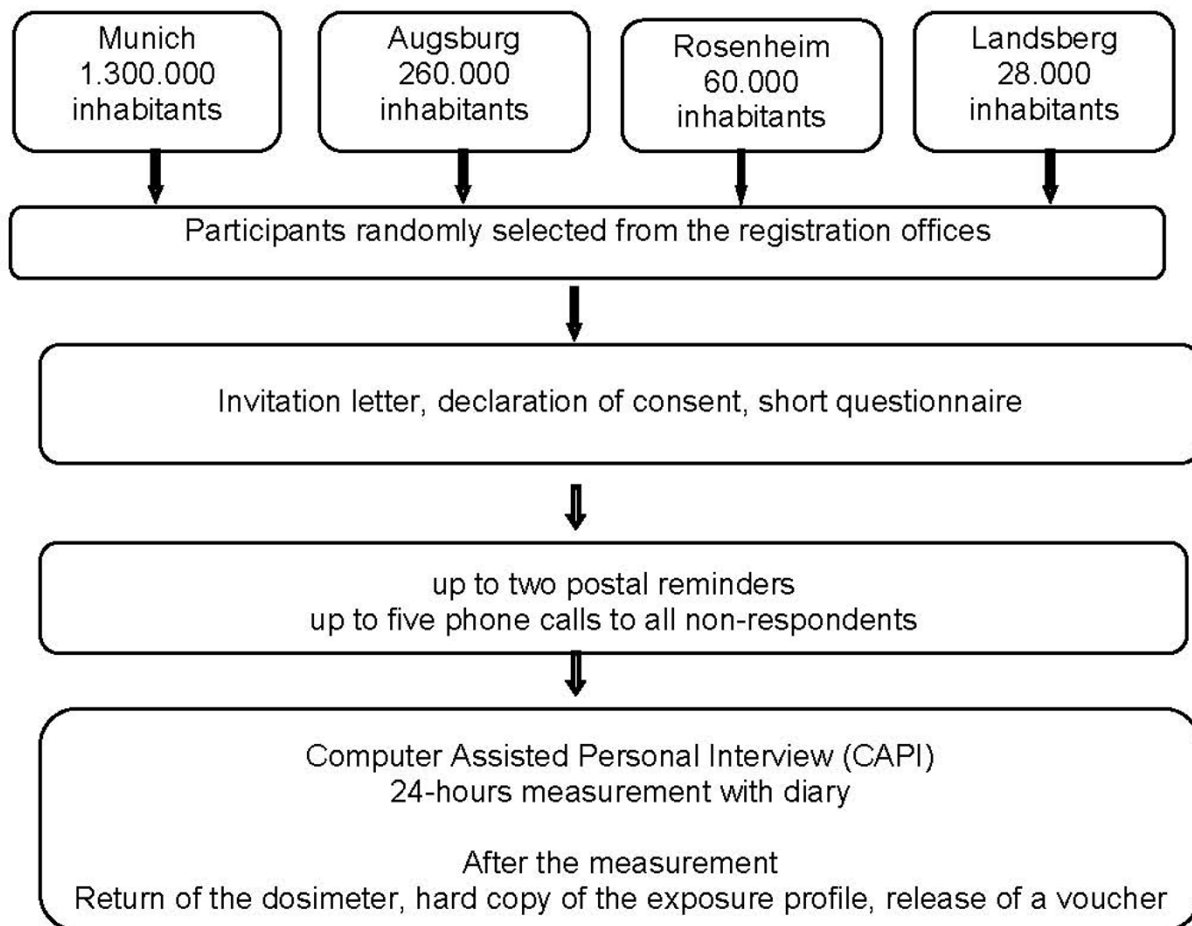 Munich
1.300.000
inhabitants
Augsburg
260.000
inhabitants
Rosenheim
60.000
inhabitants
Landsberg
28.000
inhabitants
Participants randomly selected from the registration offices
Invitation letter, declaration of consent, short questionnaire
up to two postal reminders
up to five phone calls to all non-respondents
Computer Assisted Personal Interview (CAPI)
24-hours measurement with diary
After the measurement
Return of the dosimeter, hard copy of the exposure profile, release of a voucher